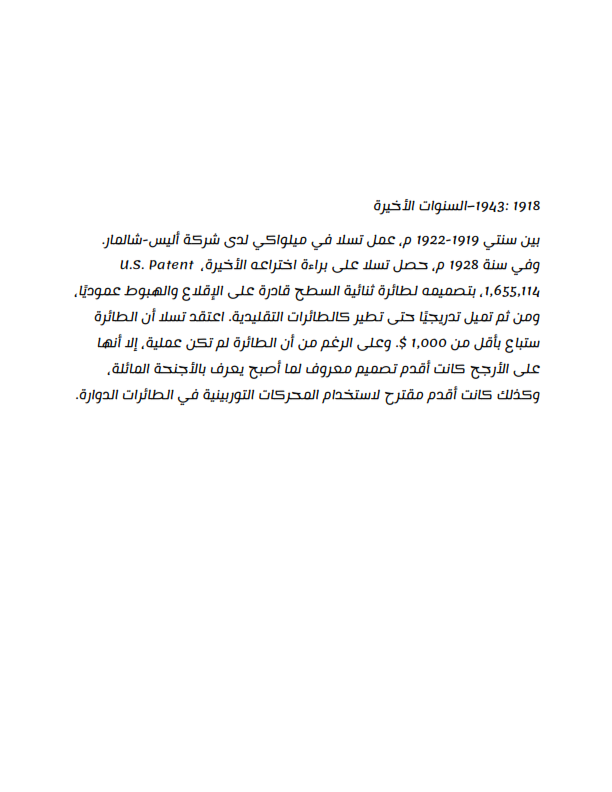 1918 :1943–السنوات الأخيرة
بين سنتي 1919-1922 م، عمل تسلا في ميلواكي لدى شركة أليس-شالمار.
وفي سنة 1928 م، حصل تسلا على براءة اختراعه الأخيرة، U.S. Patent
1,655,114، بتصميمه لطائرة ثنائية السطح قادرة على الإقلاع والهبوط عموديًا،
ومن ثم تميل تدريجيًا حتى تطير كالطائرات التقليدية. اعتقد تسلا أن الطائرة
ستباع بأقل من 1,000 $. وعلى الرغم من أن الطائرة لم تكن عملية، إلا أنها
على الأرجح كانت أقدم تصميم معروف لما أصبح يعرف بالأجنحة المائلة،
وكذلك كانت أقدم مقترح لاستخدام المحركات التوربينية في الطائرات الدوارة.